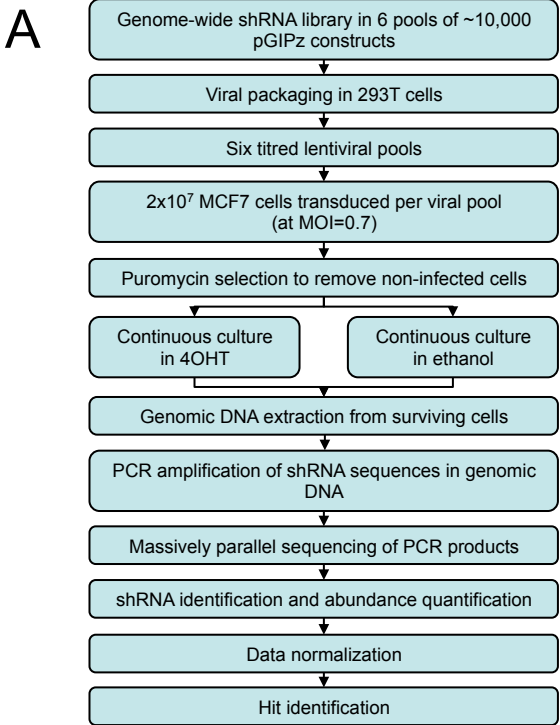 A
Genome-wide shRNA library in 6 pools of ~10,000
pGIPz constructs
Viral packaging in 293T cells
Six titred lentiviral pools
2x10⁷ MCF7 cells transduced per viral pool
(at MOI=0.7)
Puromycin selection to remove non-infected cells
Continuous culture
in 4OHT
Continuous culture
in ethanol
Genomic DNA extraction from surviving cells
PCR amplification of shRNA sequences in genomic
DNA
Massively parallel sequencing of PCR products
shRNA identification and abundance quantification
Data normalization
Hit identification